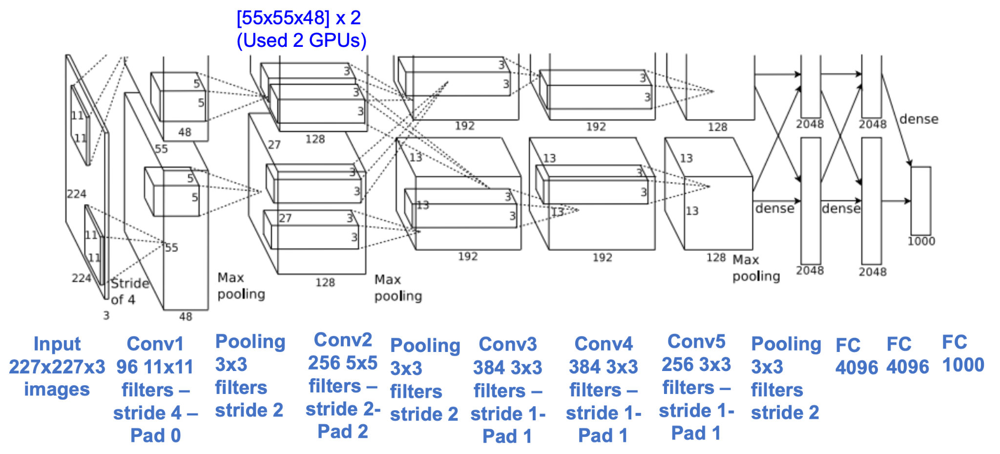 [55x55x48] x 2
(Used 2 GPUs)
11
11
224
11
11
224
3
Stride
of 4
5
5
48
55
5
5
55
48
Max
pooling
3
3
3
128
27
3
3
27
3
3
128
Max
pooling
3
3
192
13
3
13
3
192
3
3
192
13
3
3
13
192
128
13
13
128
Max
pooling
dense
2048
2048
dense
2048
2048
dense
1000
Input
227x227x3
images
Conv1
96 11x11
filters –
stride 4 –
Pad 0
Pooling
3x3
filters
stride 2
Conv2
256 5x5
filters –
stride 2-
Pad 2
Pooling
3x3
filters
stride 2
Conv3
384 3x3
filters –
stride 1-
Pad 1
Conv4
384 3x3
filters –
stride 1-
Pad 1
Conv5
256 3x3
filters –
stride 1-
Pad 1
Pooling
3x3
filters
stride 2
FC
4096
FC
4096
FC
1000